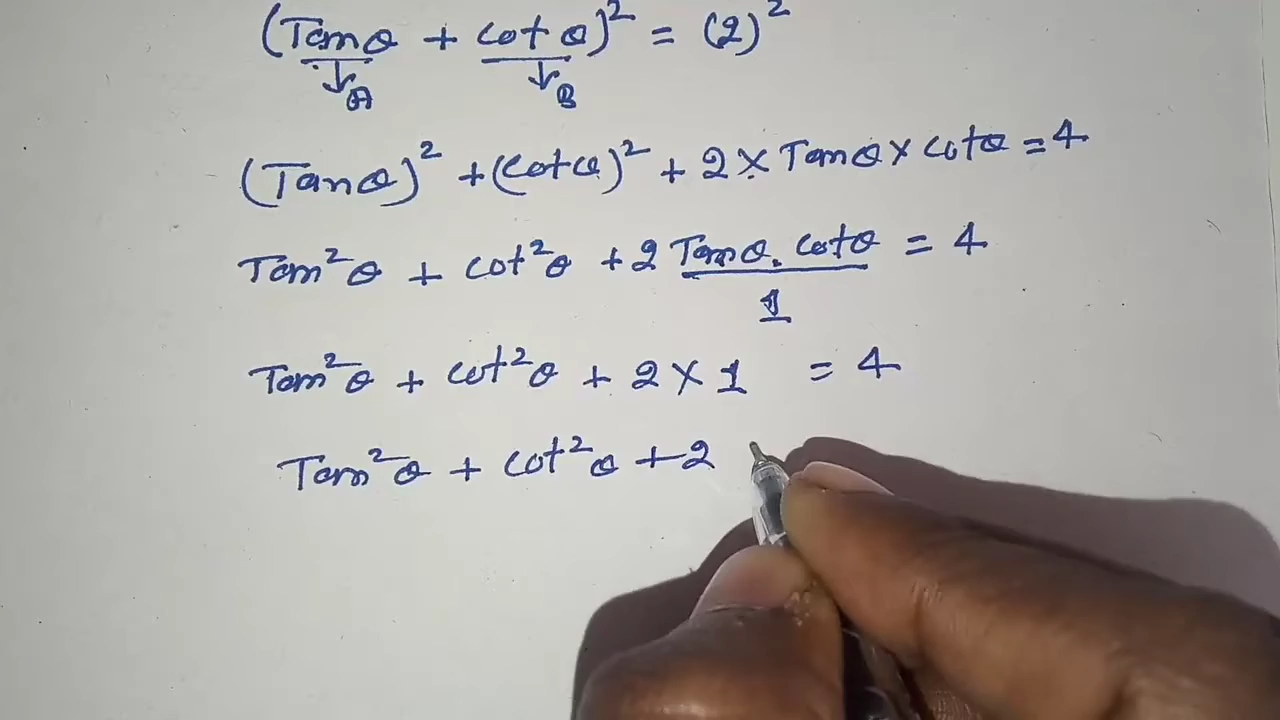 (Tanθ + cotθ)² = (2)²
↓A ↓B
(Tanθ)² + (cotθ)² + 2 × Tanθ × cotθ = 4
Tan²θ + cot²θ + 2 Tanθ. cotθ = 4
1
Tan²θ + cot²θ + 2 × 1 = 4
Tan²θ + cot²θ + 2